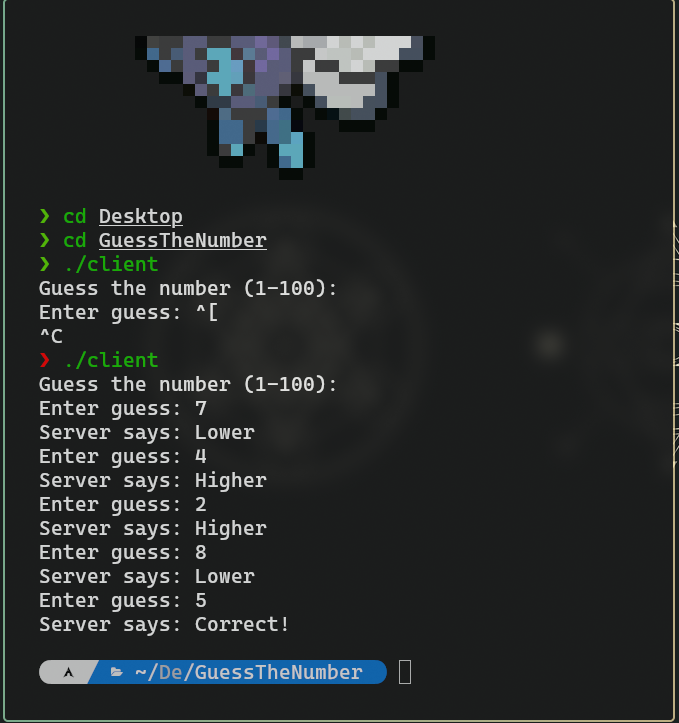 ❯ cd Desktop
❯ cd GuessTheNumber
❯ ./client
Guess the number (1-100):
Enter guess: ^[
^C
❯ ./client
Guess the number (1-100):
Enter guess: 7
Server says: Lower
Enter guess: 4
Server says: Higher
Enter guess: 2
Server says: Higher
Enter guess: 8
Server says: Lower
Enter guess: 5
Server says: Correct!
~/De/GuessTheNumber